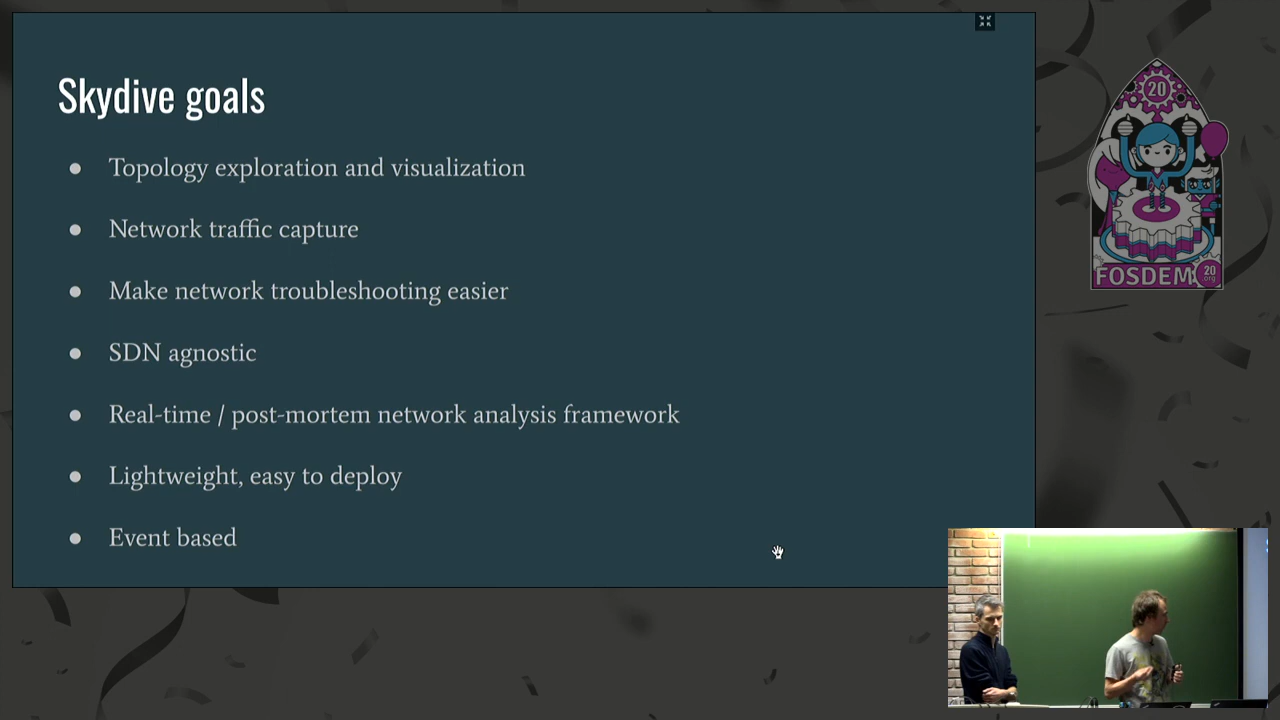 Skydive goals
Topology exploration and visualization
Network traffic capture
Make network troubleshooting easier
SDN agnostic
Real-time / post-mortem network analysis framework
Lightweight, easy to deploy
Event based
20
FOSDEM
20
.org